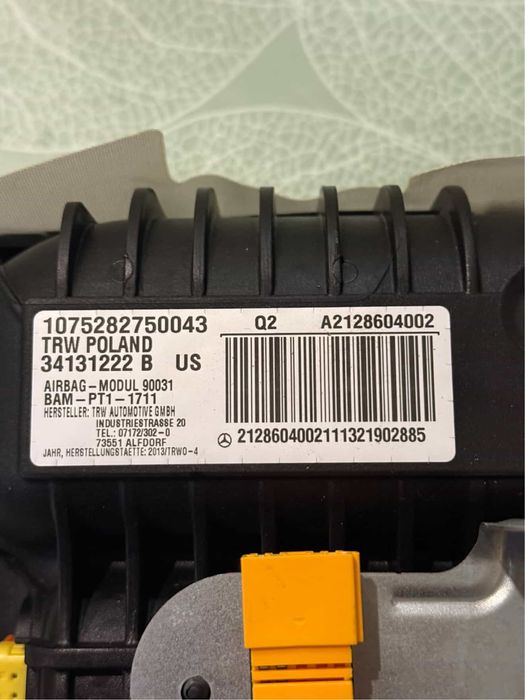 1075282750043
TRW POLAND
34131222 B US
AIRBAG-MODUL 90031
BAM-PT1-1711
HERSTELLER: TRW AUTOMOTIVE GMBH
INDUSTRIESTRASSE 20
TEL.: 07172/302-0
73551 ALFDORF
JAHR, HERSTELLUNGSTAETTE: 2013/TRWO-4
Q2 A2128604002
2128604002111321902885